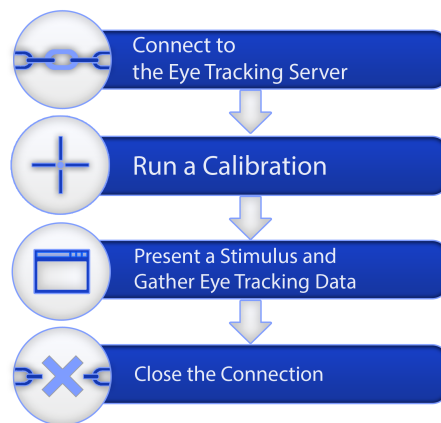 Connect to
the Eye Tracking Server
Run a Calibration
Present a Stimulus and
Gather Eye Tracking Data
Close the Connection